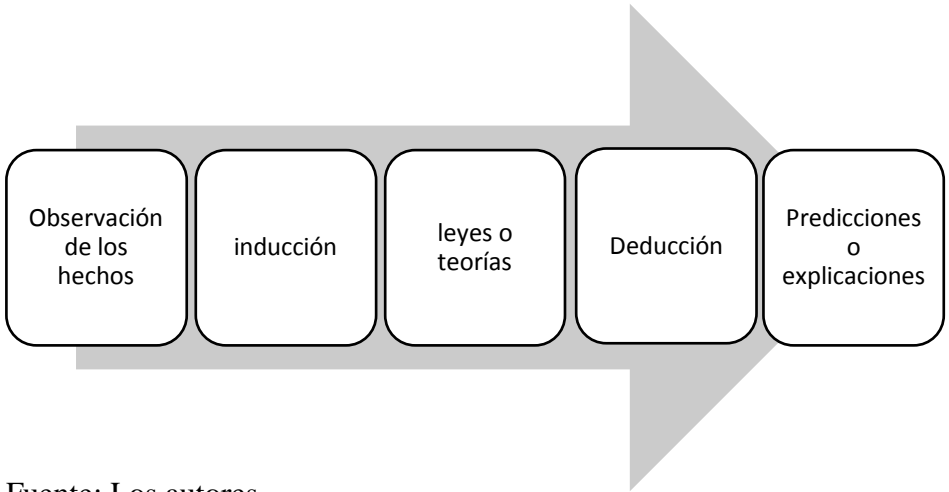 Observación
de los
hechos
inducción
leyes o
teorías
Deducción
Predicciones
o
explicaciones
Fuente: Los autores